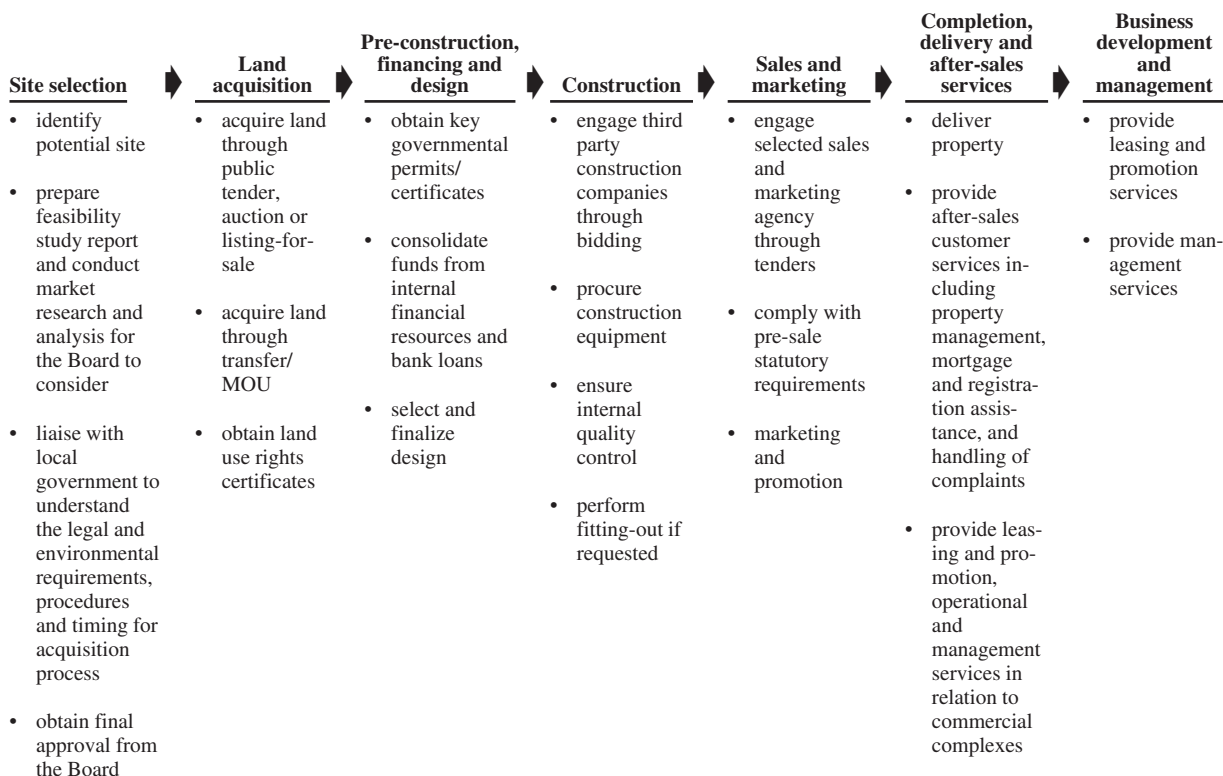 Site selection
• identify
potential site
• prepare
feasibility
study report
and conduct
market
research and
analysis for
the Board to
consider
• liaise with
local
government to
understand
the legal and
environmental
requirements,
procedures
and timing for
acquisition
process
• obtain final
approval from
the Board
Land
acquisition
• acquire land
through
public
tender,
auction or
listing-for-
sale
• acquire land
through
transfer/
MOU
• obtain land
use rights
certificates
Pre-construction,
financing and
design
• obtain key
governmental
permits/
certificates
• consolidate
funds from
internal
financial
resources and
bank loans
• select and
finalize
design
Construction
• engage third
party
construction
companies
through
bidding
• procure
construction
equipment
• ensure
internal
quality
control
• perform
fitting-out if
requested
Sales and
marketing
• engage
selected sales
and
marketing
agency
through
tenders
• comply with
pre-sale
statutory
requirements
• marketing
and
promotion
Completion,
delivery and
after-sales
services
• deliver
property
• provide
after-sales
customer
services in-
cluding
property
management,
mortgage
and registra-
tion assis-
tance, and
handling of
complaints
• provide leas-
ing and pro-
motion,
operational
and
management
services in
relation to
commercial
complexes
Business
development
and
management
• provide
leasing and
promotion
services
• provide man-
agement
services